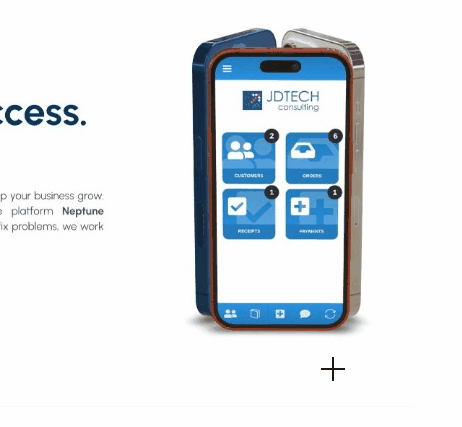 ccess.
p your business grow.
e platform Neptune
ix problems, we work
JDTECH
consulting
2
6
CUSTOMERS
ORDERS
1
1
RECEIPTS
PAYMENTS